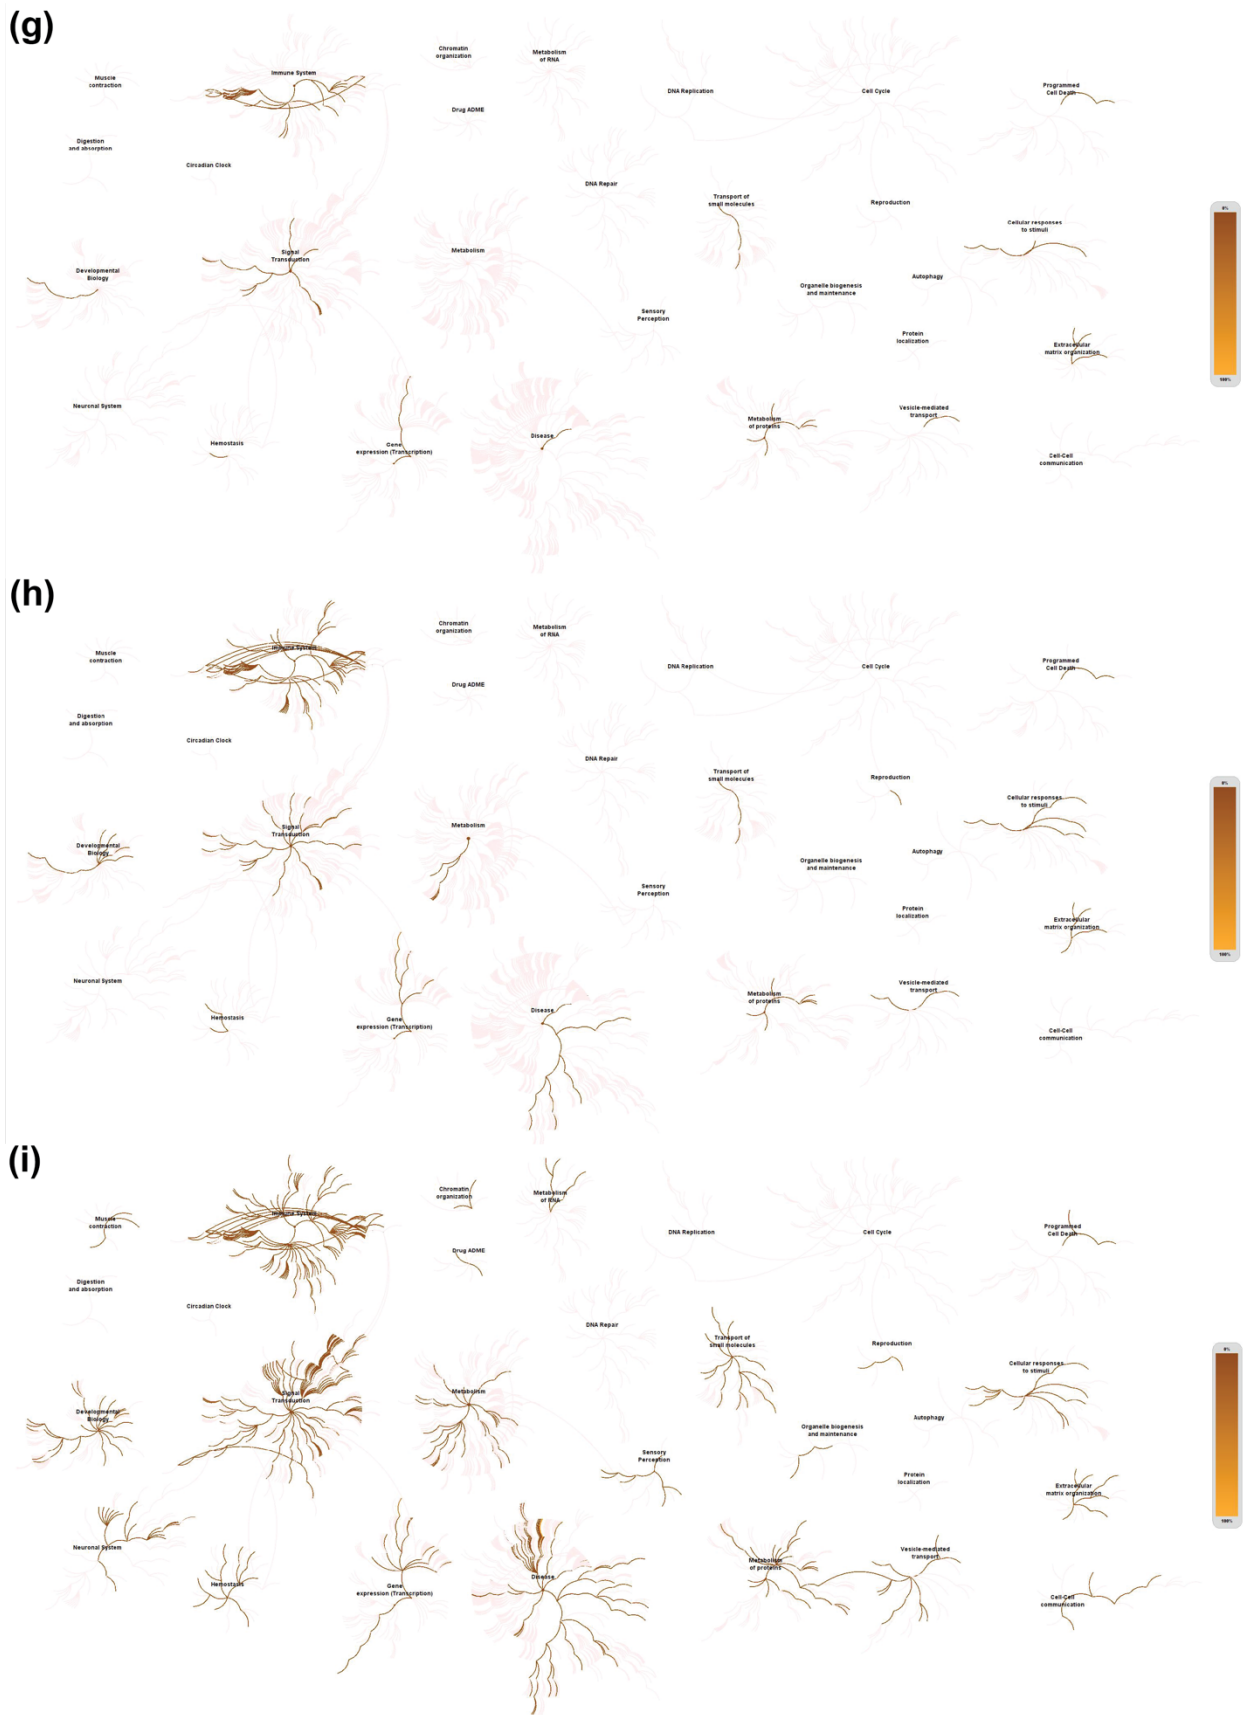 (g)
Chromatin
organization
Metabolism
of RNA
Muscle
contraction
Immune System
DNA Replication
Cell Cycle
Programmed
Cell Death
Drug ADME
Digestion
and absorption
Circadian Clock
DNA Repair
Transport of
small molecules
Reproduction
0%
Cellular responses
to stimuli
Developmental
Biology
Signal
Transduction
Metabolism
Autophagy
Organelle biogenesis
and maintenance
Sensory
Perception
Protein
localization
Extracellular
matrix organization
100%
Neuronal System
Hemostasis
Gene
expression (Transcription)
Disease
Metabolism
of proteins
Vesicle-mediated
transport
Cell-Cell
communication
(h)
Chromatin
organization
Metabolism
of RNA
Muscle
contraction
Immune System
DNA Replication
Cell Cycle
Programmed
Cell Death
Drug ADME
Digestion
and absorption
Circadian Clock
DNA Repair
Transport of
small molecules
Reproduction
0%
Cellular responses
to stimuli
Developmental
Biology
Signal
Transduction
Metabolism
Autophagy
Organelle biogenesis
and maintenance
Sensory
Perception
Protein
localization
Extracellular
matrix organization
100%
Neuronal System
Hemostasis
Gene
expression (Transcription)
Disease
Metabolism
of proteins
Vesicle-mediated
transport
Cell-Cell
communication
(i)
Chromatin
organization
Metabolism
of RNA
Muscle
contraction
Immune System
DNA Replication
Cell Cycle
Programmed
Cell Death
Drug ADME
Digestion
and absorption
Circadian Clock
DNA Repair
Transport of
small molecules
Reproduction
0%
Cellular responses
to stimuli
Developmental
Biology
Signal
Transduction
Metabolism
Autophagy
Organelle biogenesis
and maintenance
Sensory
Perception
Protein
localization
Extracellular
matrix organization
100%
Neuronal System
Hemostasis
Gene
expression (Transcription)
Disease
Metabolism
of proteins
Vesicle-mediated
transport
Cell-Cell
communication